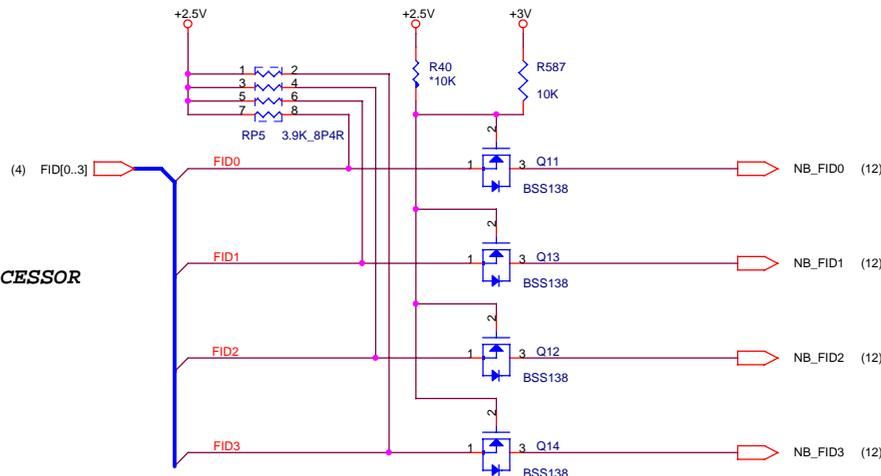 +2.5V
+2.5V
+3V
R40
*10K
R587
10K
1 2
3 4
5 6
7 8
RP5 3.9K_8P4R
2
(4) FID[0..3]
FID0
1
3
Q11
BSS138
NB_FID0 (12)
2
FID1
1
3
Q13
BSS138
NB_FID1 (12)
CESSOR
2
FID2
1
3
Q12
BSS138
NB_FID2 (12)
2
FID3
1
3
Q14
BSS138
NB_FID3 (12)